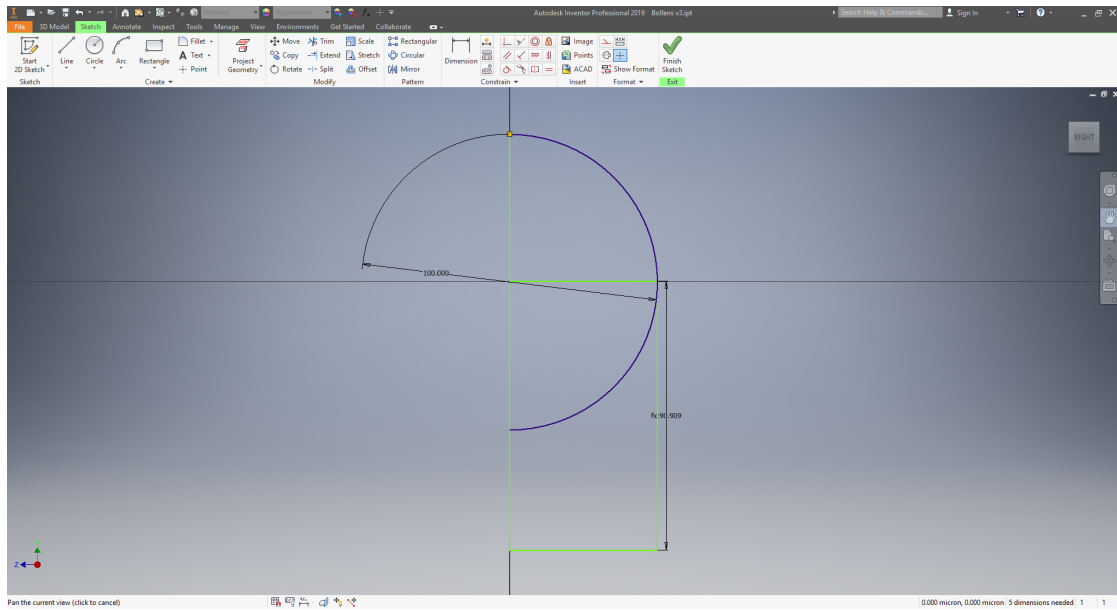 Autodesk Inventor Professional 2019 Bollens v3.ipt
Search Help & Commands...
Sign In
File 3D Model Sketch Annotate Inspect Tools Manage View Environments Get Started Collaborate
Start
2D Sketch
Line
Circle
Arc
Rectangle
Fillet
Text
Point
Project
Geometry
Move Trim Scale
Copy Extend Stretch
Rotate Split Offset
Rectangular
Circular
Mirror
Dimension
Image
Points
ACAD
Show Format
Finish
Sketch
Sketch Create Modify Pattern Constrain Insert Format Exit
RIGHT
100.000
fx:90.909
Z
Pan the current view (click to cancel)
0.000 micron, 0.000 micron 5 dimensions needed 1 1